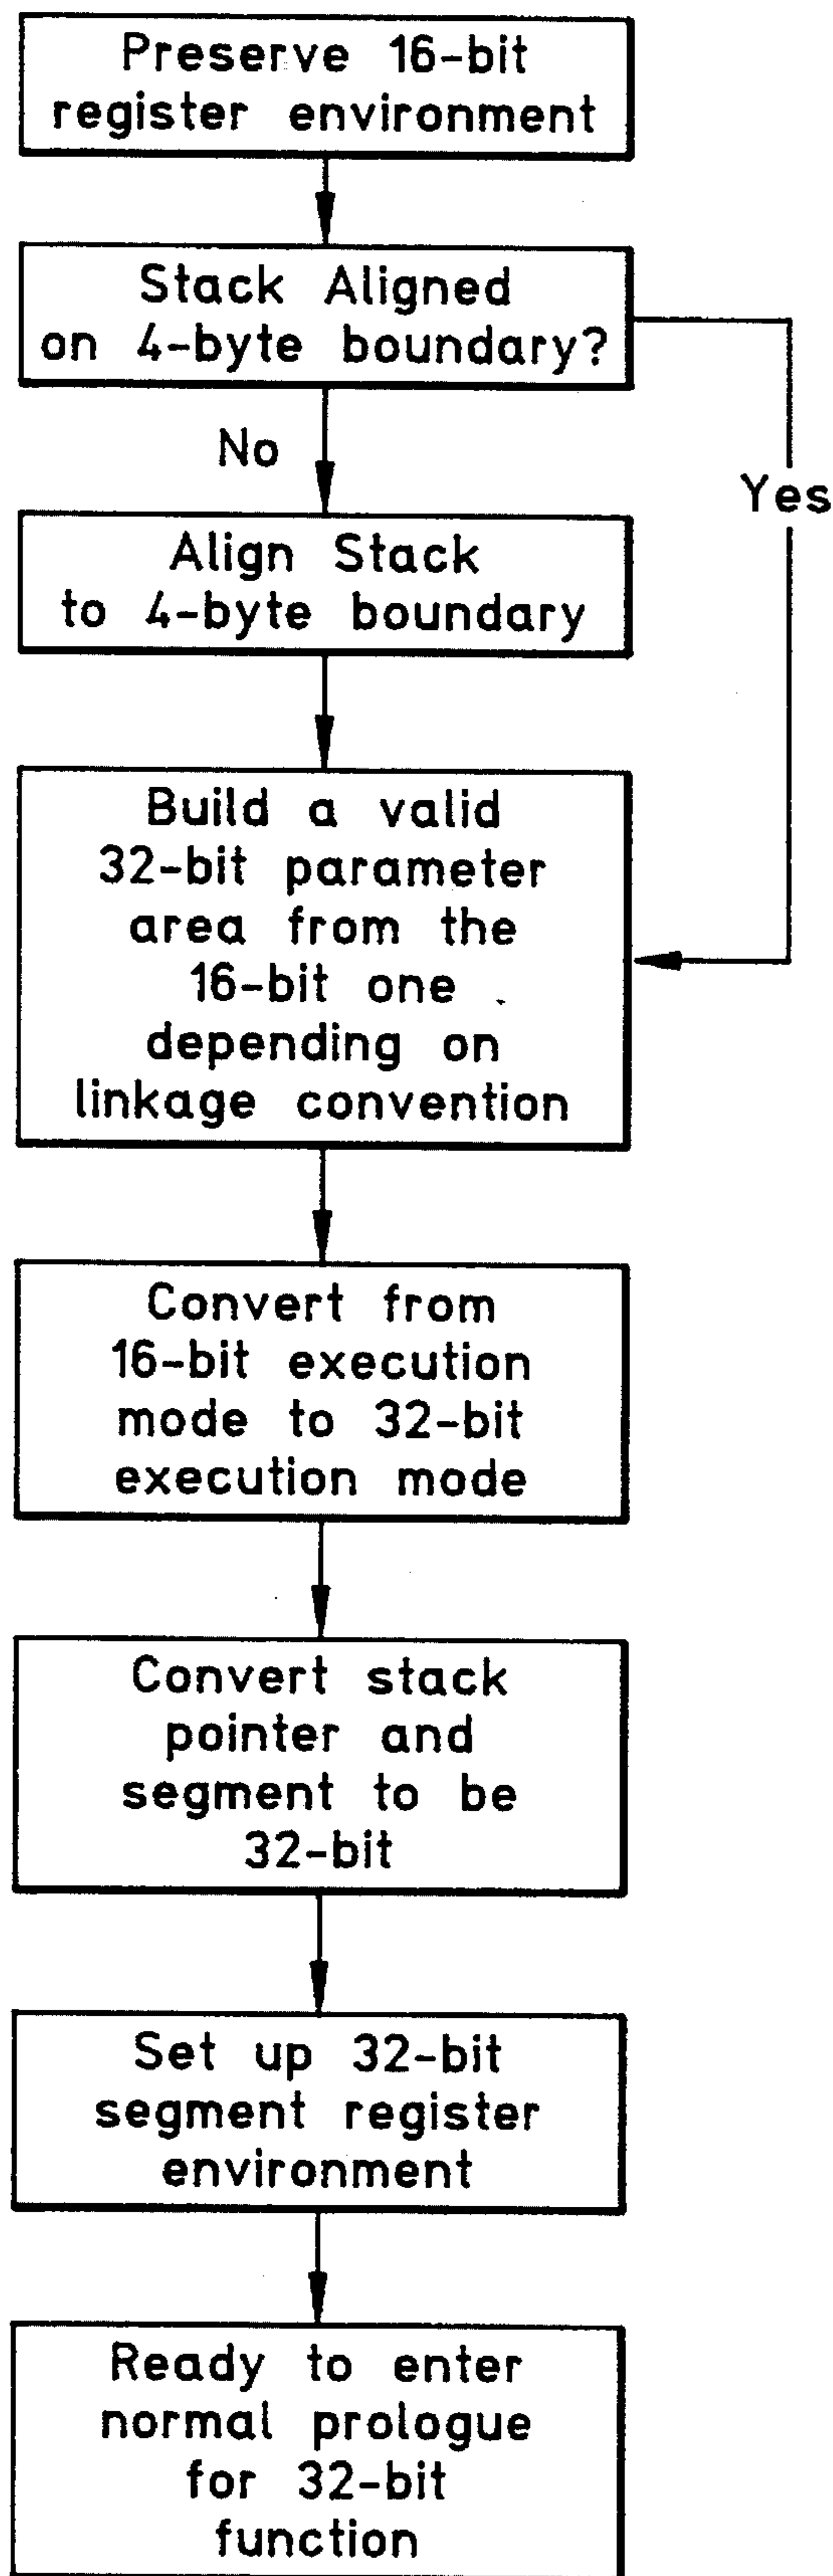 Preserve 16-bit
register environment
Stack Aligned
on 4-byte boundary?
No
Yes
Align Stack
to 4-byte boundary
Build a valid
32-bit parameter
area from the
16-bit one
depending on
linkage convention
Convert from
16-bit execution
mode to 32-bit
execution mode
Convert stack
pointer and
segment to be
32-bit
Set up 32-bit
segment register
environment
Ready to enter
normal prologue
for 32-bit
function